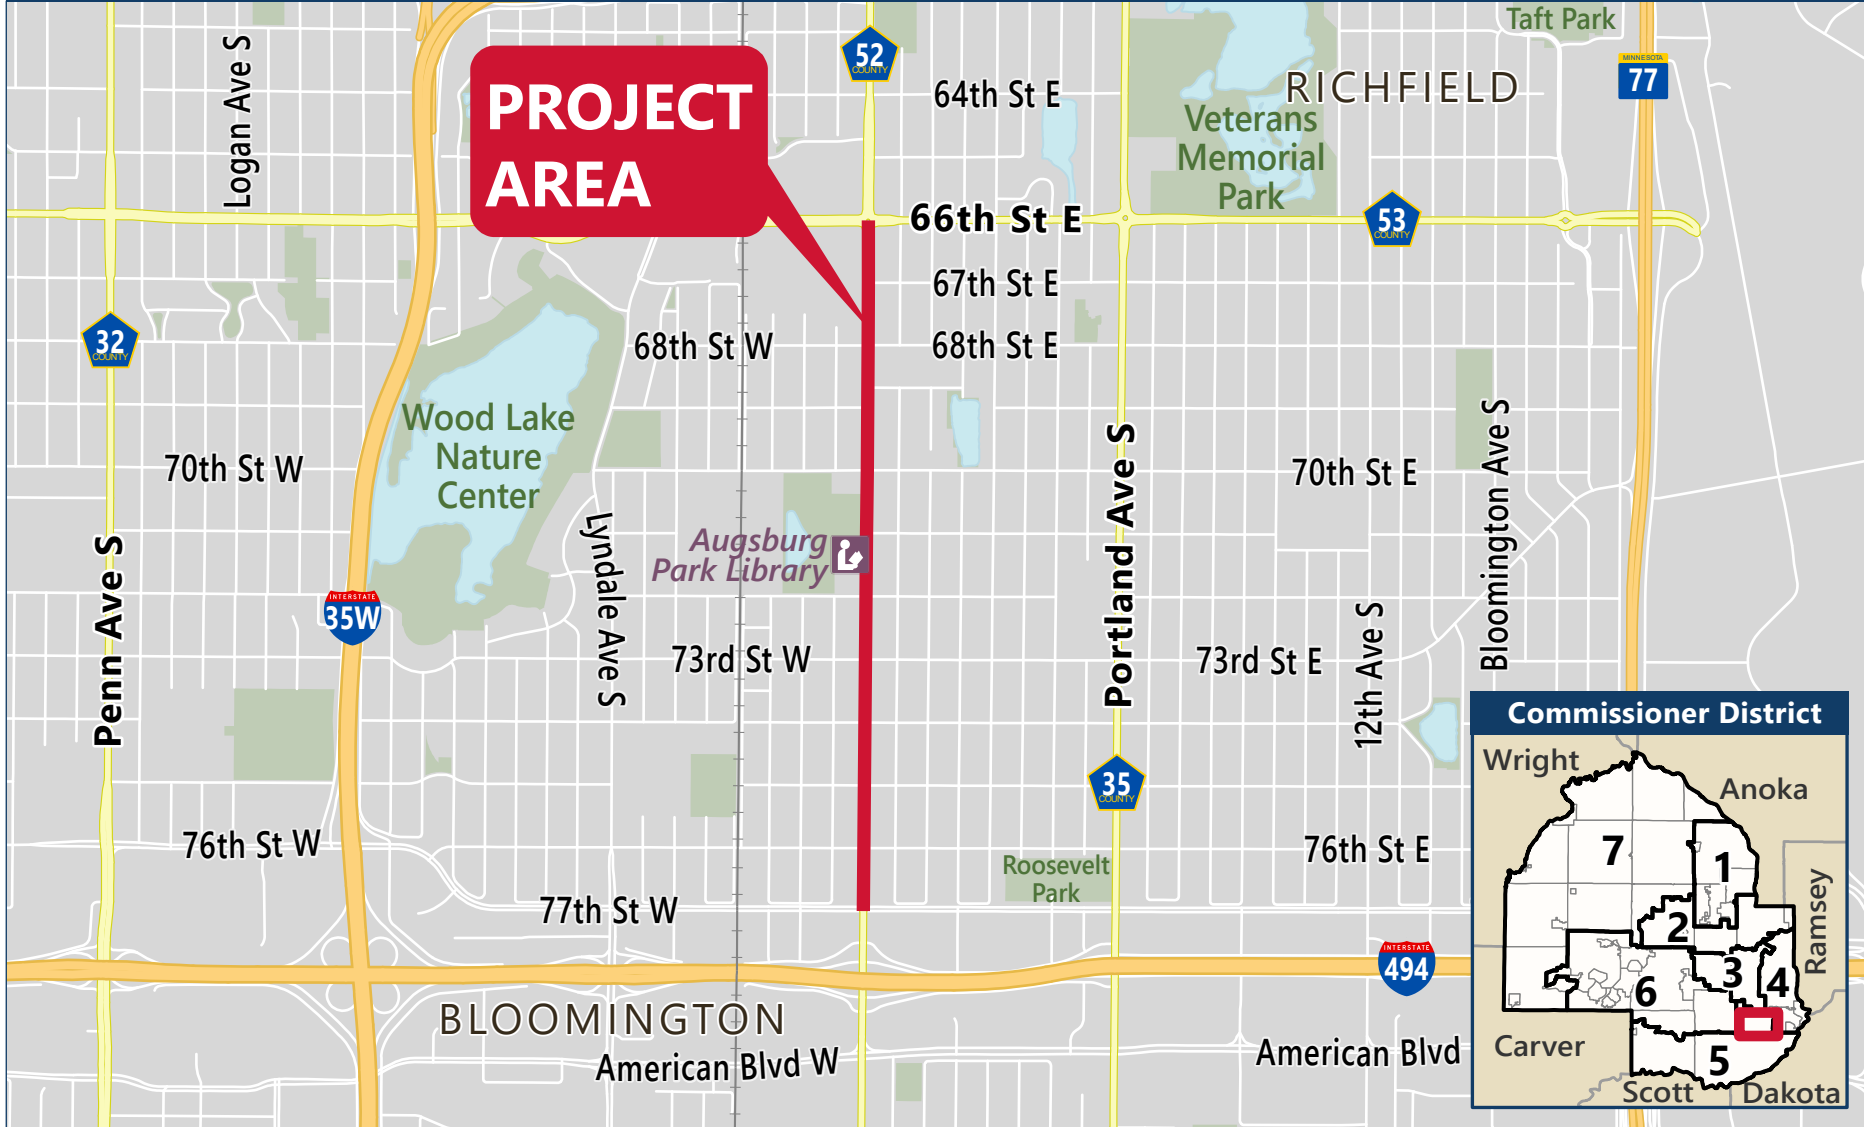 Taft Park
Logan Ave S
52
COUNTY
MINNESOTA
77
PROJECT
AREA
64th St E
RICHFIELD
Veterans
Memorial
Park
66th St E
53
COUNTY
67th St E
32
COUNTY
68th St W
68th St E
Wood Lake
Nature
Center
70th St W
70th St E
Bloomington Ave S
Portland Ave S
Penn Ave S
Lyndale Ave S
Augsburg
Park Library
INTERSTATE
35W
73rd St W
73rd St E
12th Ave S
35
COUNTY
76th St W
76th St E
Roosevelt
Park
77th St W
INTERSTATE
494
BLOOMINGTON
American Blvd W
American Blvd
Commissioner District
Wright
Anoka
7
1
2
Ramsey
3
4
6
Carver
5
Scott
Dakota